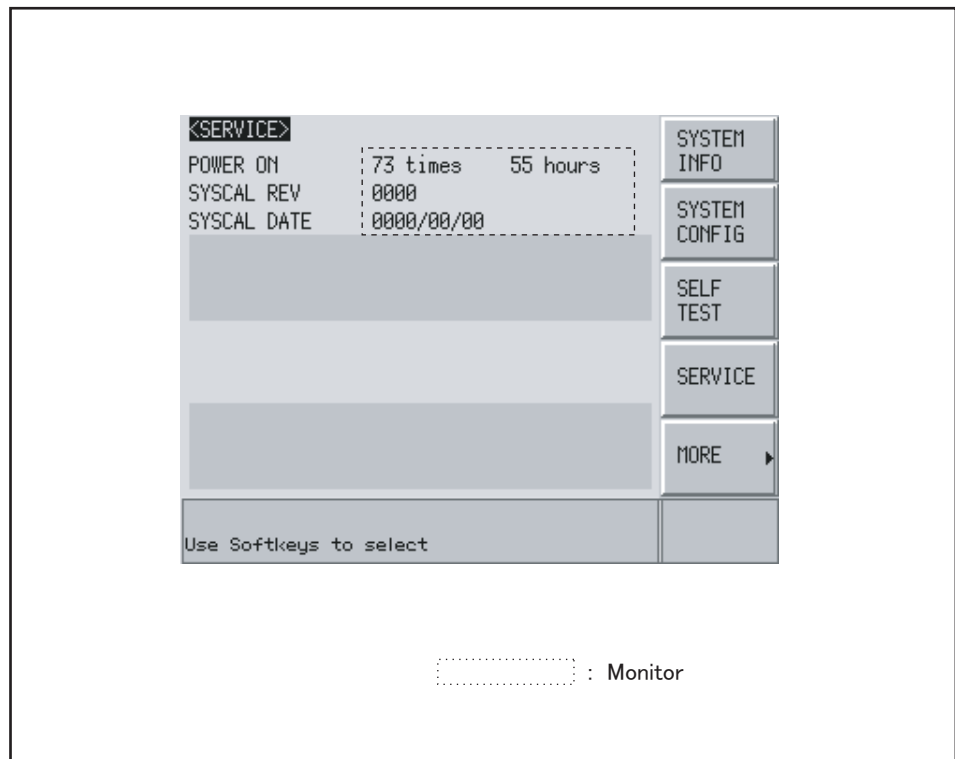 <SERVICE>
POWER ON 73 times 55 hours
SYSCAL REV 0000
SYSCAL DATE 0000/00/00
SYSTEM
INFO
SYSTEM
CONFIG
SELF
TEST
SERVICE
MORE
Use Softkeys to select
: Monitor